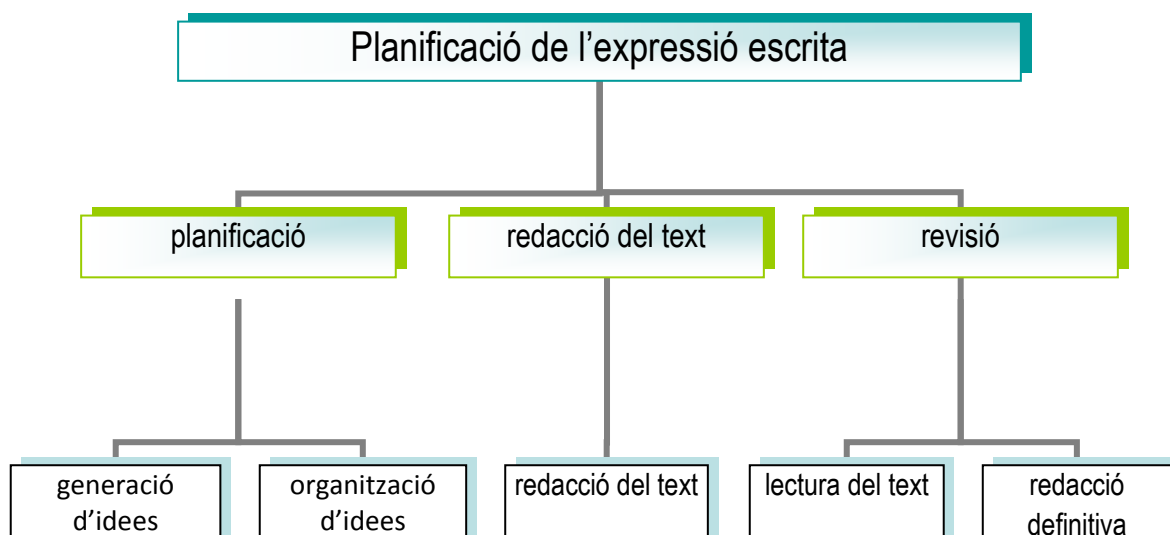 Planificació de l’expressió escrita
planificació
redacció del text
revisió
generació
d’idees
organització
d’idees
redacció del text
lectura del text
redacció
definitiva